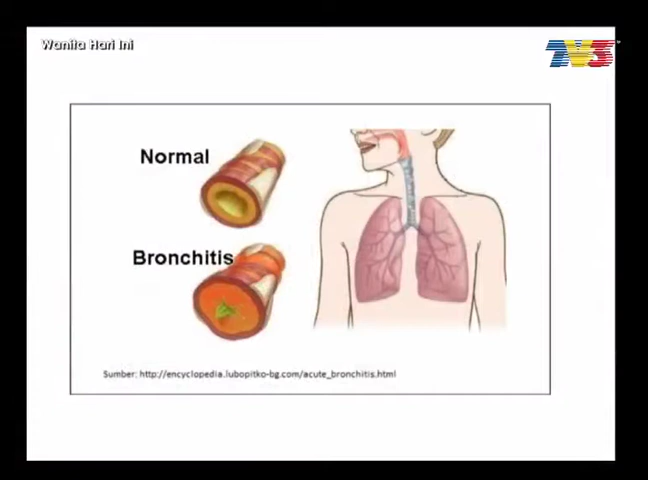 Wanita Hari Ini
TV3
Normal
Bronchitis
Sumber: http://encyclopedia.lubopitko-bg.com/acute_bronchitis.html